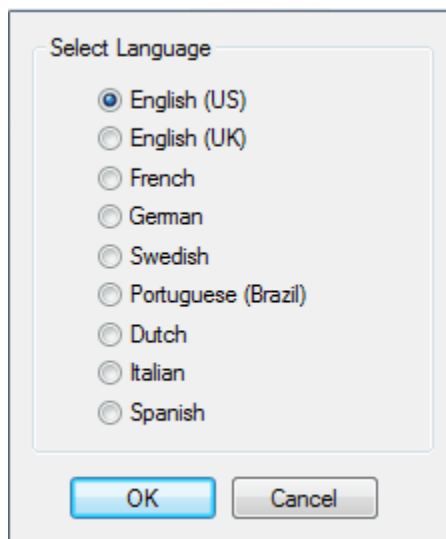 Select Language
English (US)
English (UK)
French
German
Swedish
Portuguese (Brazil)
Dutch
Italian
Spanish
OK Cancel